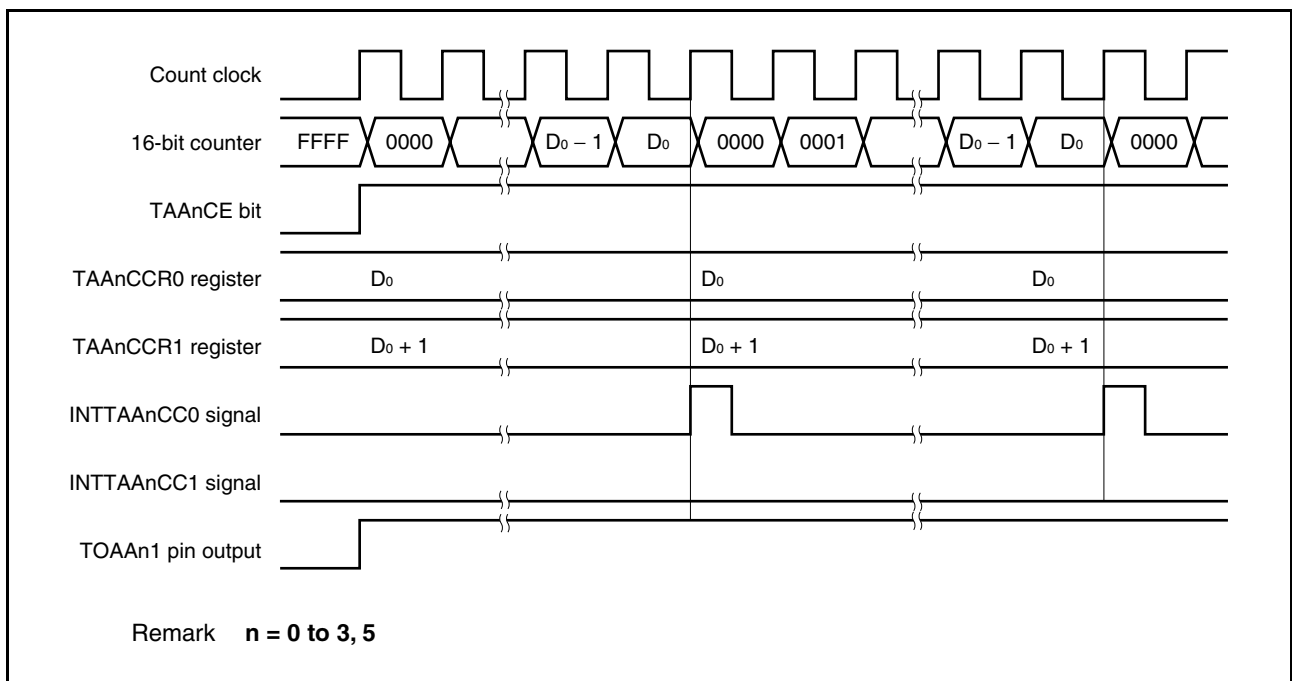 Count clock
16-bit counter FFFF 0000 D₀ − 1 D₀ 0000 0001 D₀ − 1 D₀ 0000
TAAnCE bit
TAAnCCR0 register D₀ D₀ D₀
TAAnCCR1 register D₀ + 1 D₀ + 1 D₀ + 1
INTTAAnCC0 signal
INTTAAnCC1 signal
TOAAn1 pin output
Remark n = 0 to 3, 5